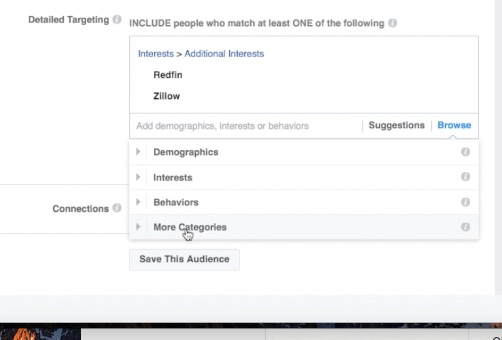 Detailed Targeting
INCLUDE people who match at least ONE of the following
Interests > Additional Interests
Redfin
Zillow
Add demographics, interests or behaviors
Suggestions
Browse
Demographics
Interests
Behaviors
More Categories
Connections
Save This Audience